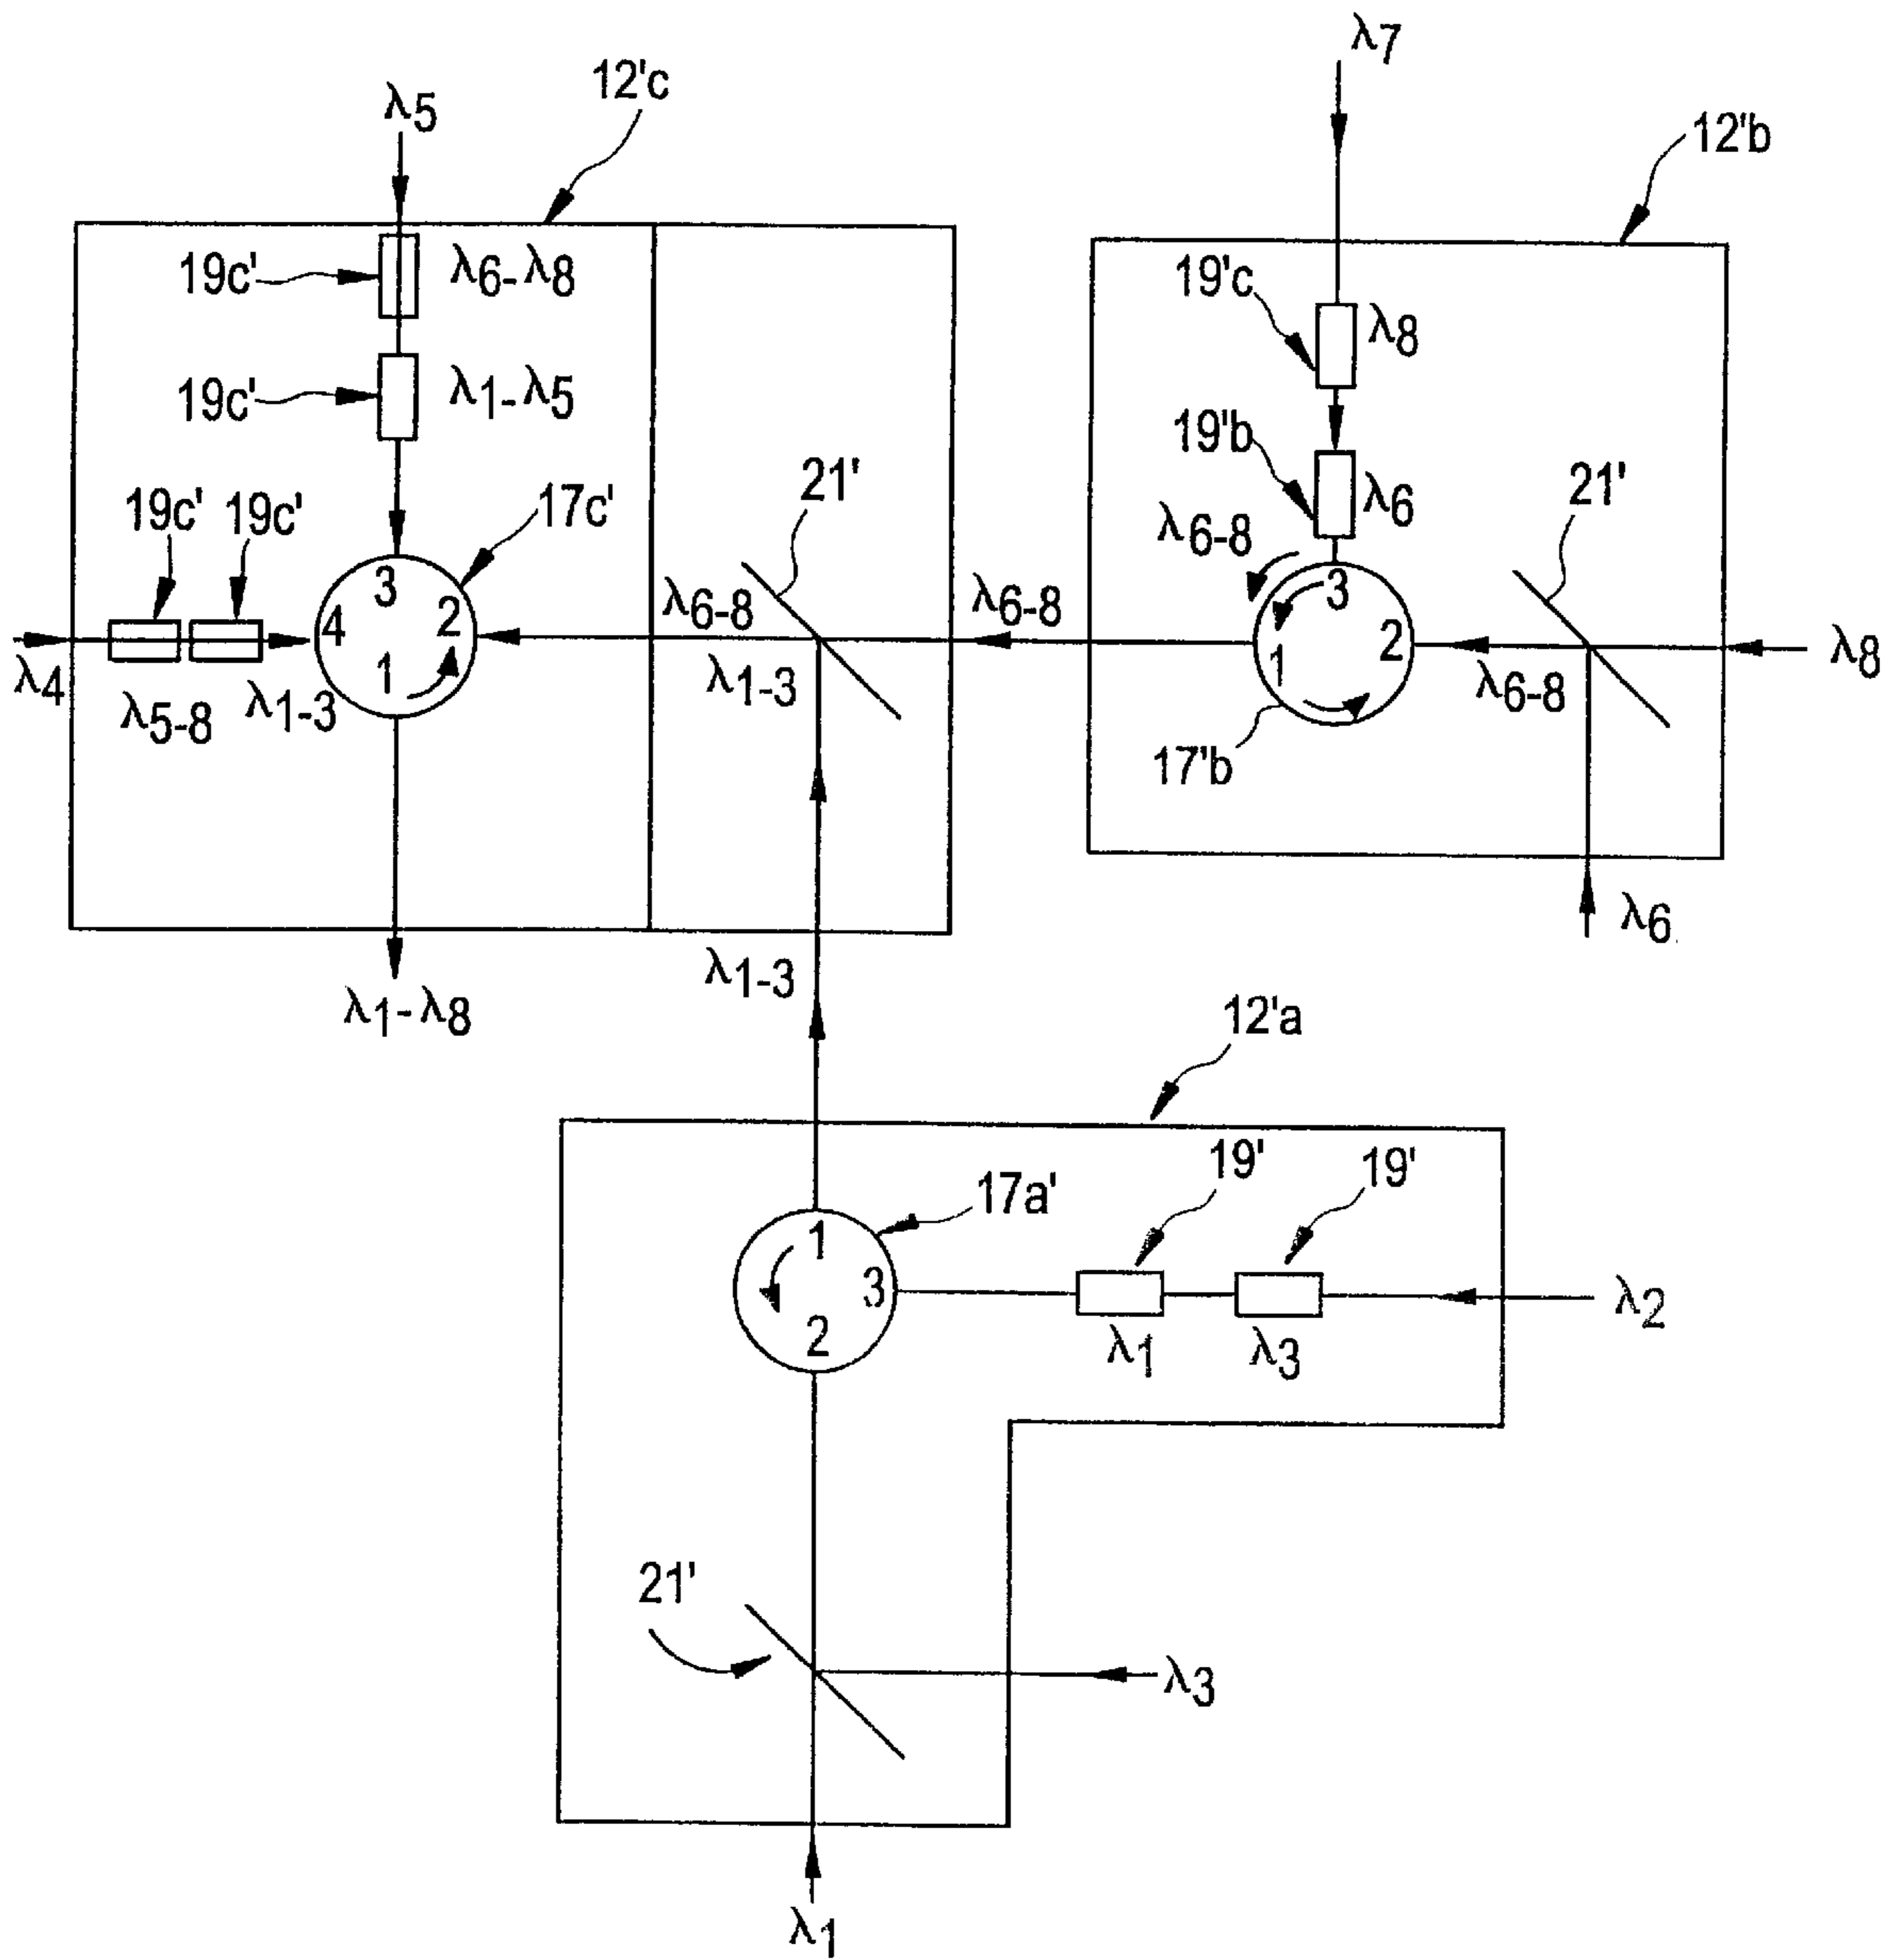 λ7
12'c
λ5
12'b
19c'
λ6-λ8
19'c
λ8
19c'
λ1-λ5
19'b
21'
21'
λ6
19c'
19c'
17c'
λ6-8
3
3
4
2
λ6-8
λ6-8
1
1
2
λ8
λ4
λ5-8
λ1-3
λ1-3
λ6-8
17'b
λ6
λ1-3
λ1-λ8
12'a
19'
19'
17a'
1
3
λ2
2
λ1
λ3
21'
λ3
λ1